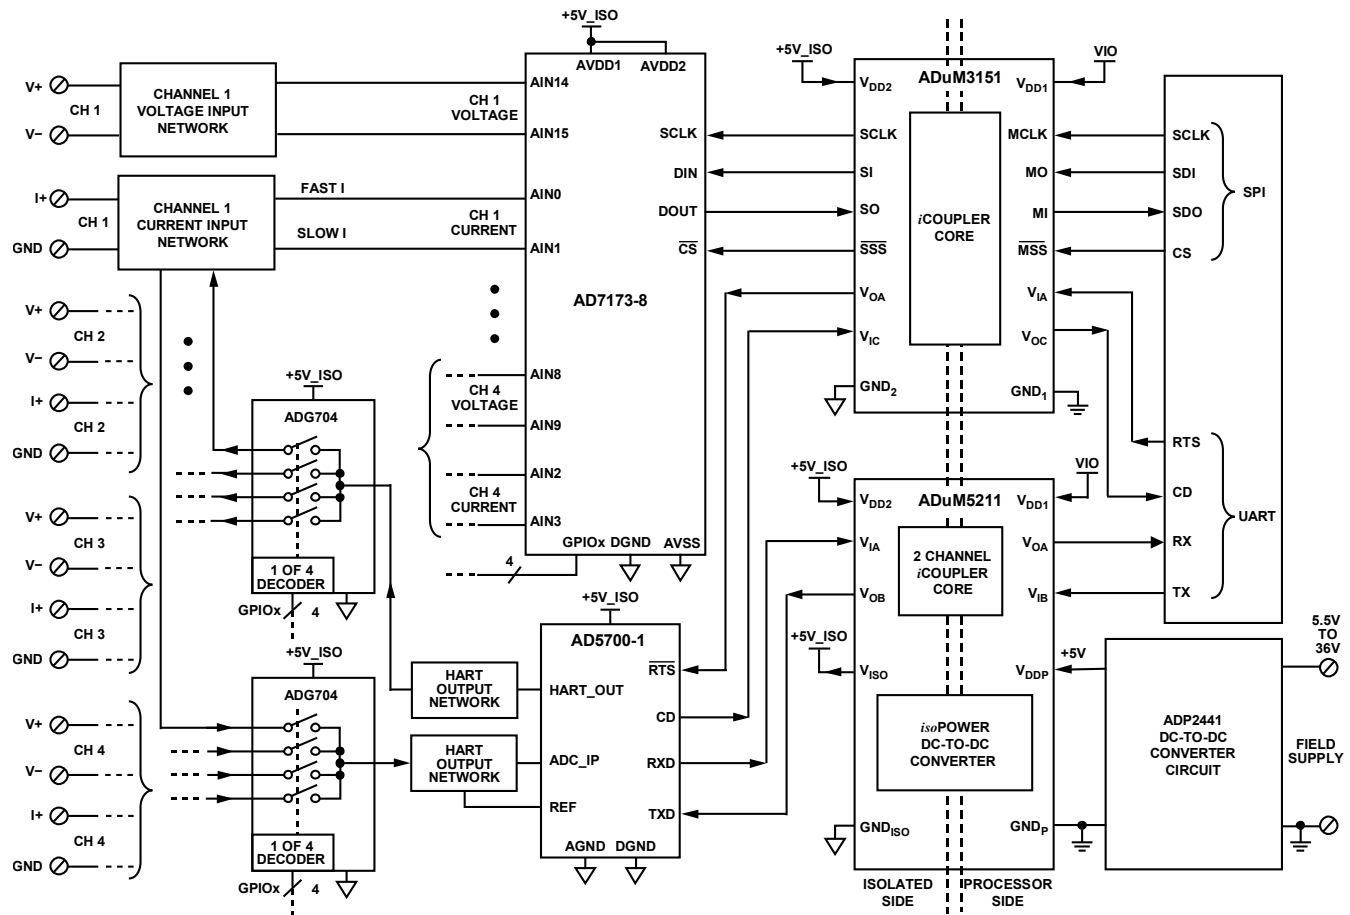 V+
CH 1
V−
CHANNEL 1
VOLTAGE INPUT
NETWORK
I+
CH 1
GND
CHANNEL 1
CURRENT INPUT
NETWORK
FAST I
SLOW I
V+
CH 2
V−
I+
CH 2
GND
V+
CH 3
V−
I+
CH 3
GND
V+
CH 4
V−
I+
CH 4
GND
+5V_ISO
ADG704
1 OF 4
DECODER
GPIOx
4
+5V_ISO
ADG704
1 OF 4
DECODER
GPIOx
4
+5V_ISO
AVDD1
AVDD2
AIN14
CH 1
VOLTAGE
AIN15
AIN0
CH 1
CURRENT
AIN1
AIN8
CH 4
VOLTAGE
AIN9
AIN2
CH 4
CURRENT
AIN3
SCLK
DIN
DOUT
CS
AD7173-8
GPIOx
DGND
AVSS
4
+5V_ISO
AD5700-1
HART
OUTPUT
NETWORK
HART_OUT
HART
OUTPUT
NETWORK
ADC_IP
REF
RTS
CD
RXD
TXD
AGND
DGND
+5V_ISO
ADuM3151
VIO
VDD2
VDD1
SCLK
MCLK
SI
MO
SO
MI
SSS
MSS
VOA
VIA
VIC
VOC
GND2
GND1
iCOUPLER
CORE
+5V_ISO
ADuM5211
VIO
VDD2
VDD1
VIA
VOA
VOB
VIB
2 CHANNEL
iCOUPLER
CORE
+5V_ISO
VISO
VDDP
+5V
isoPOWER
DC-TO-DC
CONVERTER
GNDISO
GNDP
ISOLATED
SIDE
PROCESSOR
SIDE
SCLK
SDI
SDO
CS
SPI
RTS
CD
RX
TX
UART
ADP2441
DC-TO-DC
CONVERTER
CIRCUIT
5.5V
TO
36V
FIELD
SUPPLY